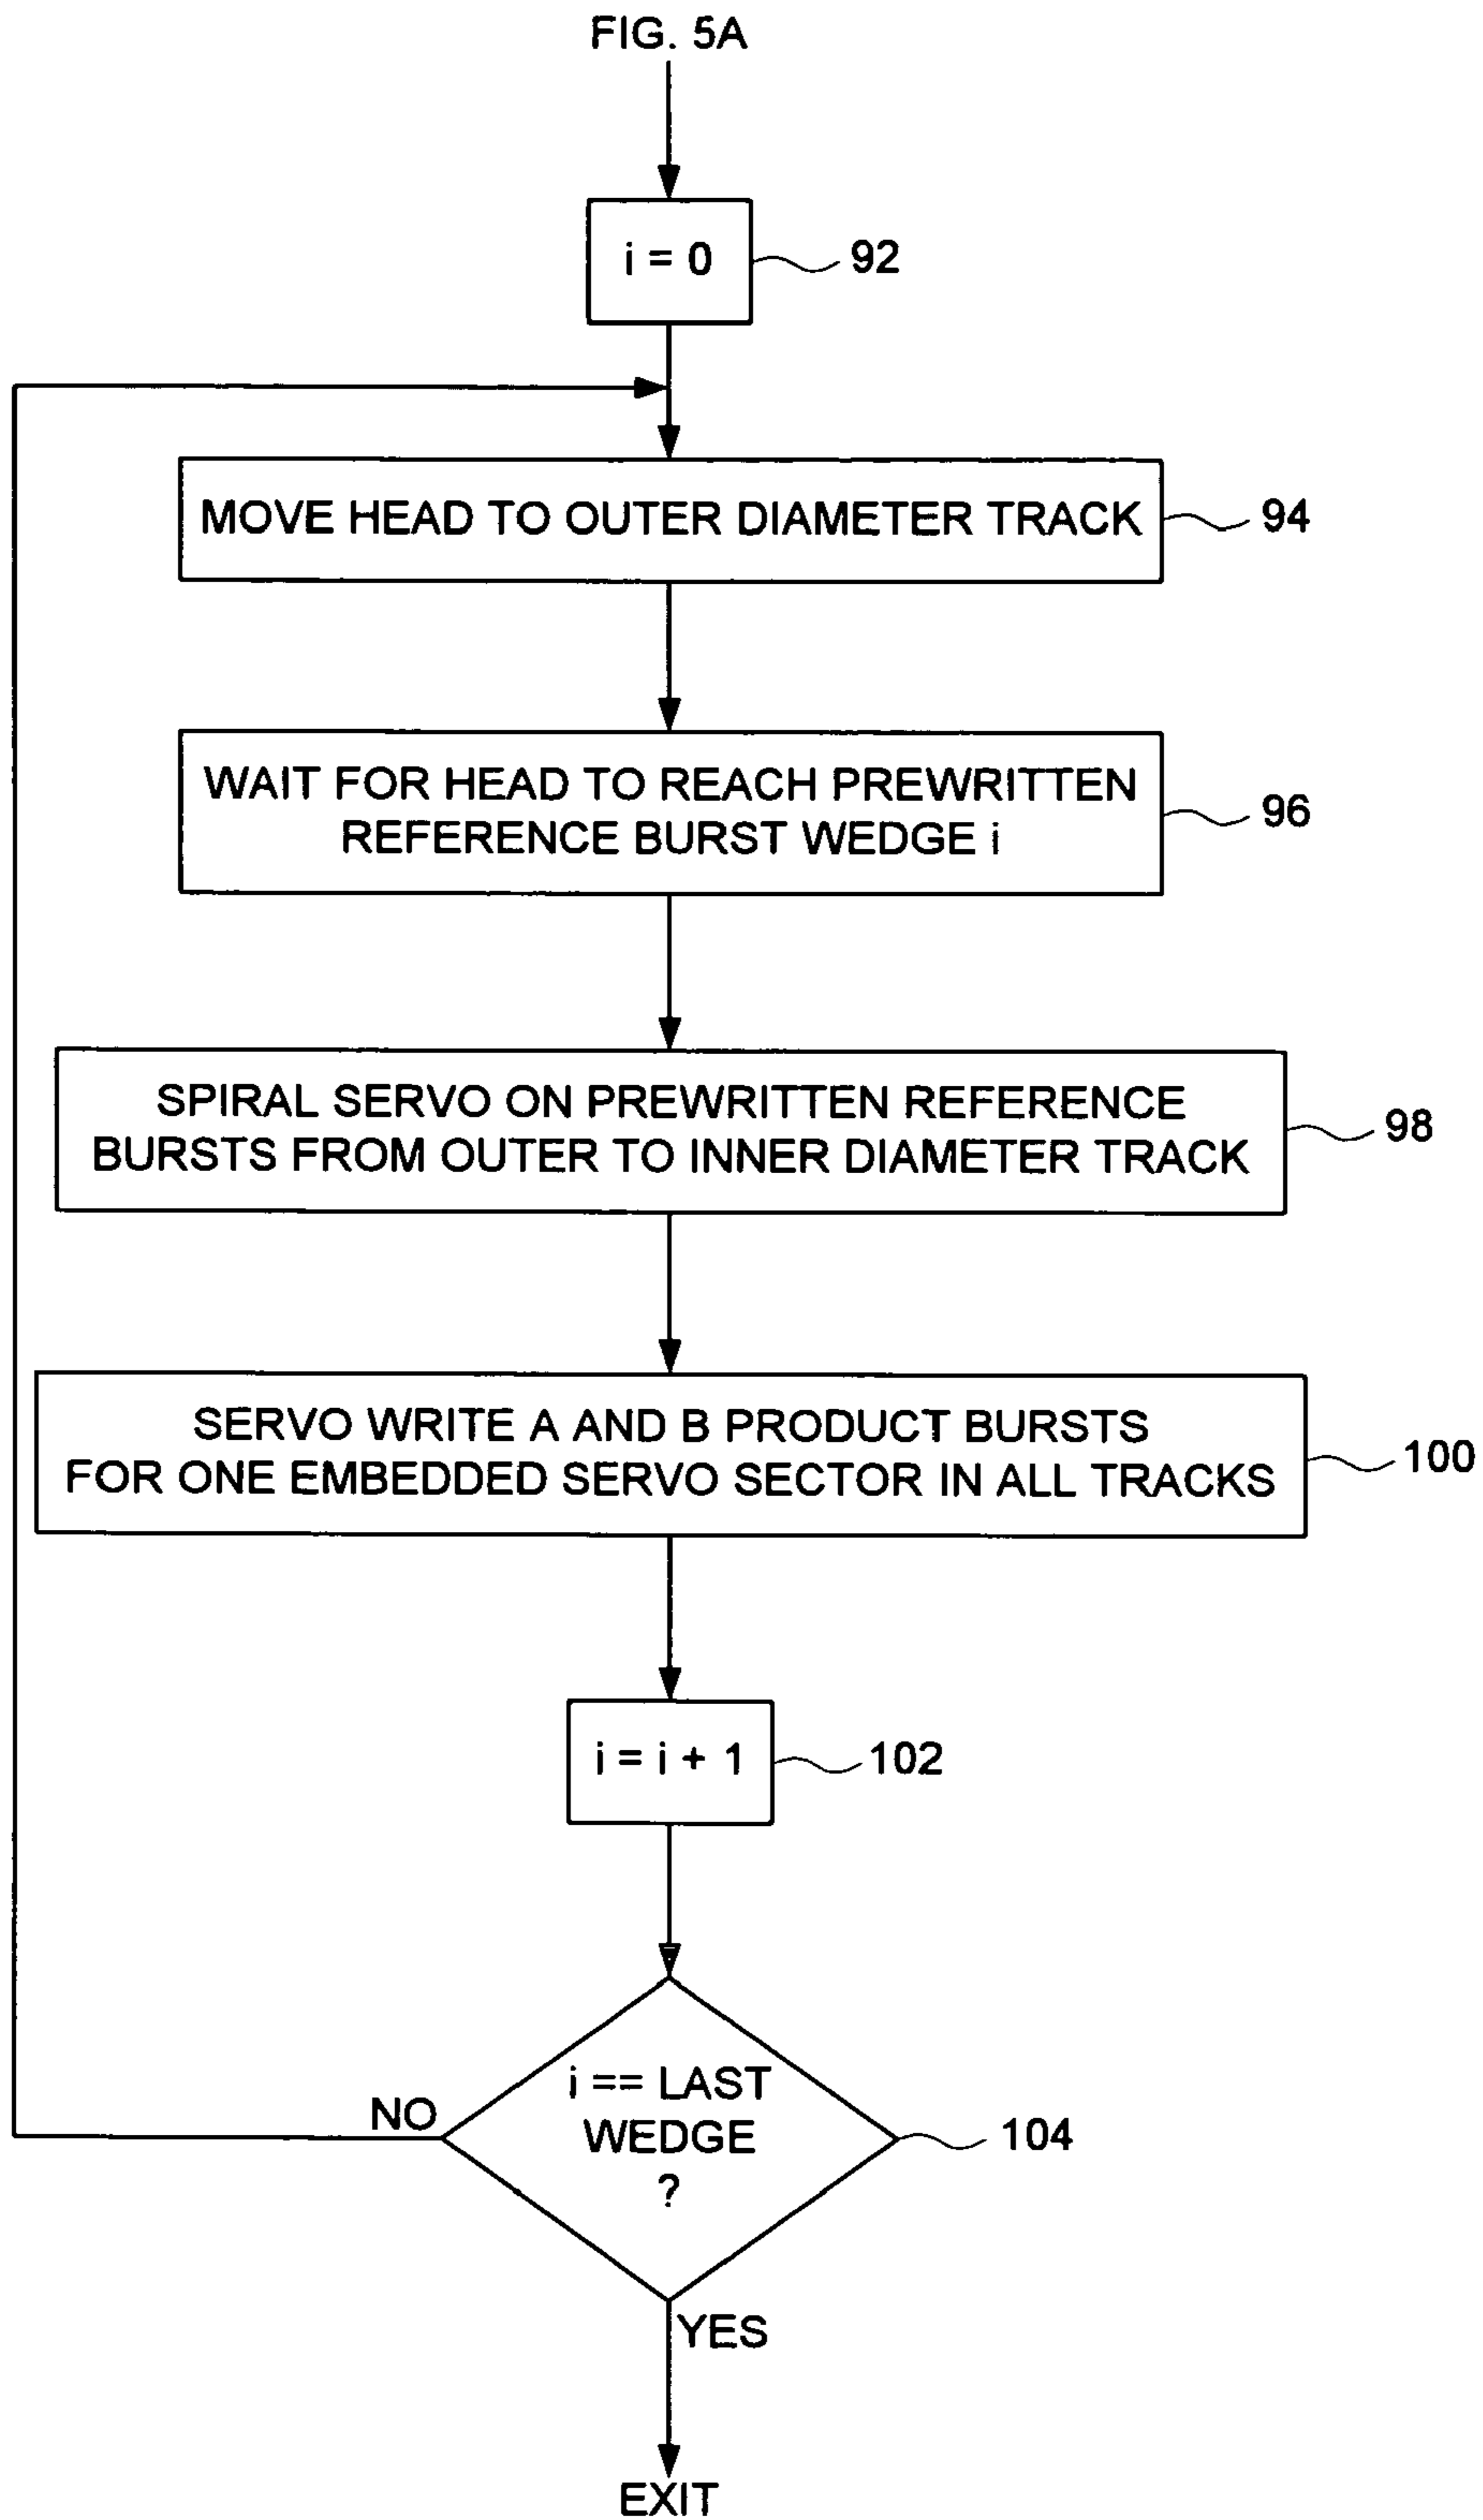 FIG. 5A
i = 0
92
MOVE HEAD TO OUTER DIAMETER TRACK
94
WAIT FOR HEAD TO REACH PREWRITTEN
REFERENCE BURST WEDGE i
96
SPIRAL SERVO ON PREWRITTEN REFERENCE
BURSTS FROM OUTER TO INNER DIAMETER TRACK
98
SERVO WRITE A AND B PRODUCT BURSTS
FOR ONE EMBEDDED SERVO SECTOR IN ALL TRACKS
100
i = i + 1
102
i == LAST
WEDGE
?
104
NO
YES
EXIT